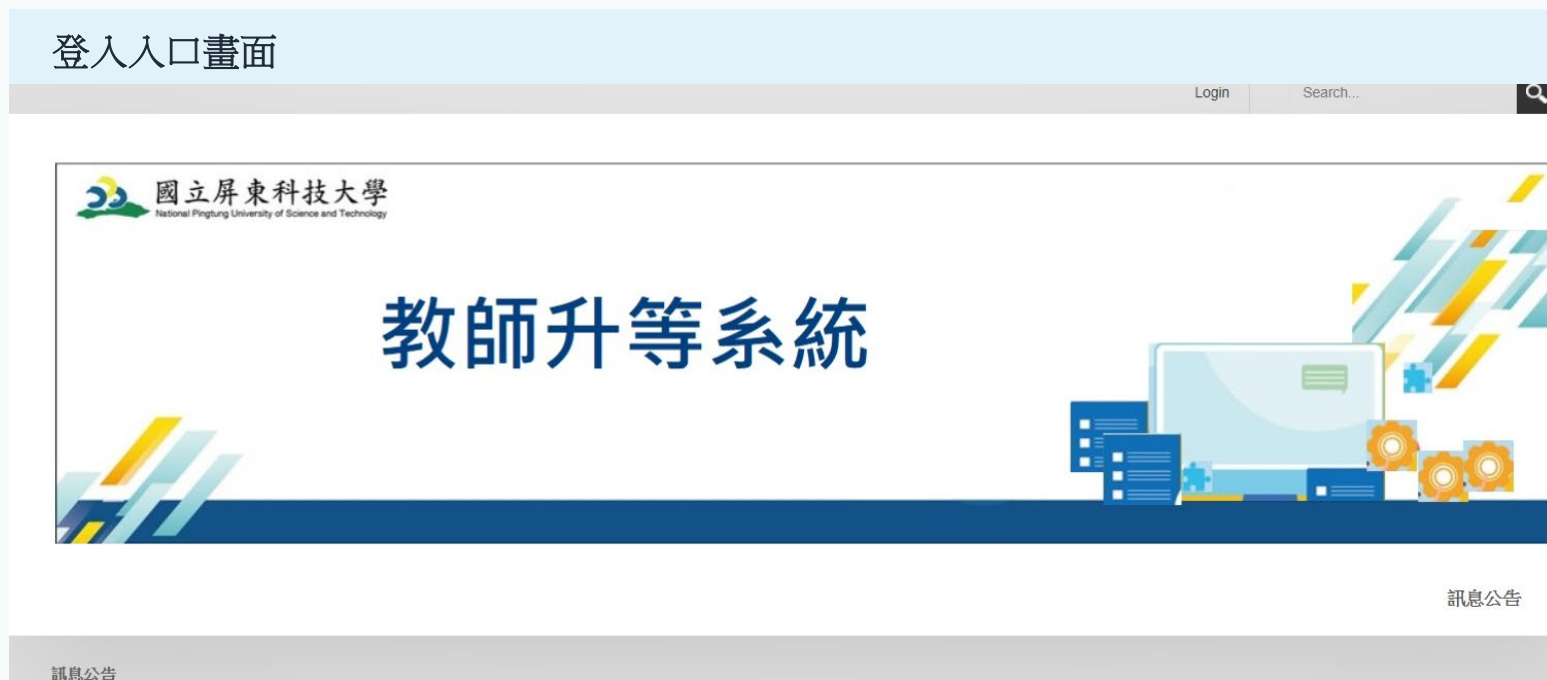 登入入口畫面
Login Search...
國立屏東科技大學
National Pingtung University of Science and Technology
教師升等系統
訊息公告
訊息公告